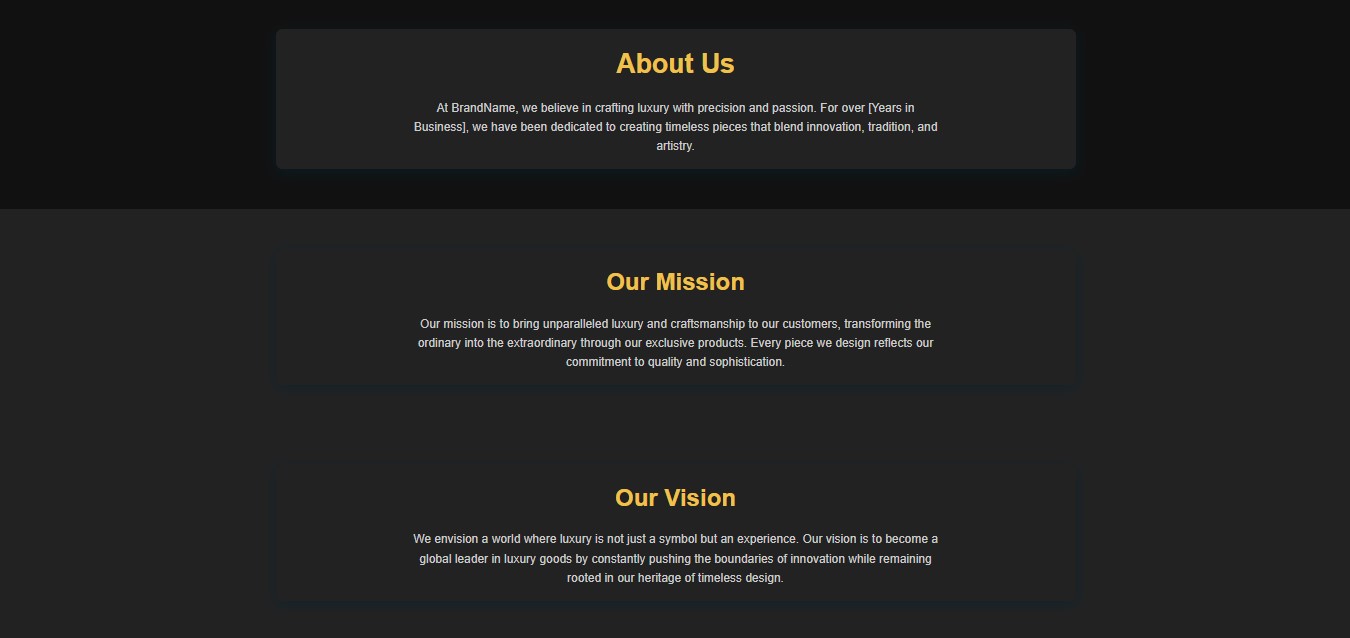 About Us
At BrandName, we believe in crafting luxury with precision and passion. For over [Years in
Business], we have been dedicated to creating timeless pieces that blend innovation, tradition, and
artistry.
Our Mission
Our mission is to bring unparalleled luxury and craftsmanship to our customers, transforming the
ordinary into the extraordinary through our exclusive products. Every piece we design reflects our
commitment to quality and sophistication.
Our Vision
We envision a world where luxury is not just a symbol but an experience. Our vision is to become a
global leader in luxury goods by constantly pushing the boundaries of innovation while remaining
rooted in our heritage of timeless design.